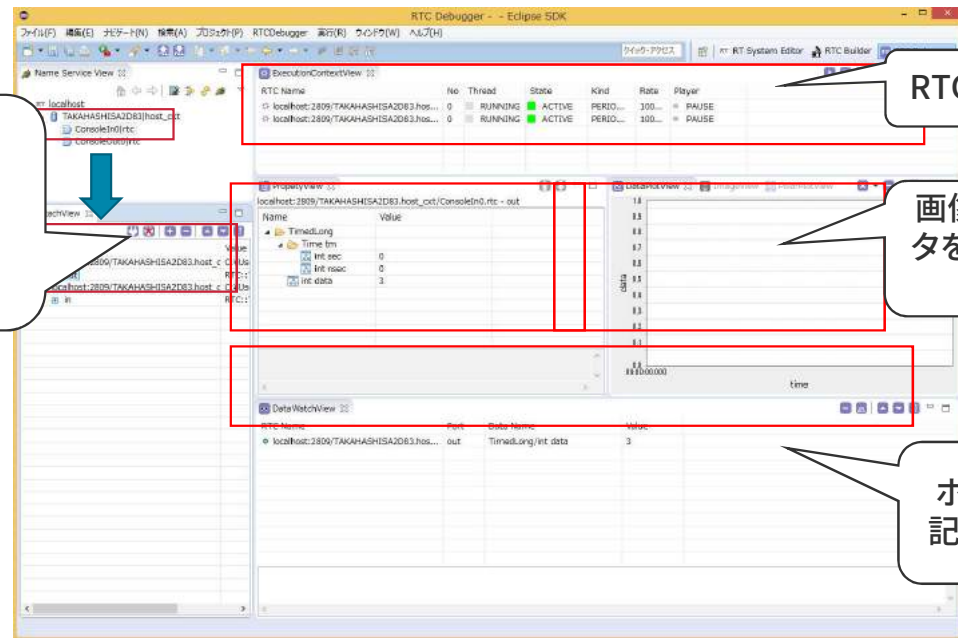 RTC Debugger - - Eclipse SDK
ファイル(F) 編集(E) ナビゲート(N) 検索(A) プロジェクト(P) RTCDebugger 実行(R) ウィンドウ(W) ヘルプ(H)
クイック・アクセス
RT System Editor
RTC Builder
Name Service View
localhost
TAKAHASHISA2D83|host_cxt
ConsoleIn0|rtc
ConsoleOut0|rtc
ExecutionContextView
RTC Name No Thread State Kind Rate Player
localhost:2809/TAKAHASHISA2D83.hos... 0 RUNNING ACTIVE PERIO... 100... PAUSE
localhost:2809/TAKAHASHISA2D83.hos... 0 RUNNING ACTIVE PERIO... 100... PAUSE
RTC
PropertyView
localhost:2809/TAKAHASHISA2D83.host_cxt/ConsoleIn0.rtc - out
Name Value
TimedLong
Time tm
int sec 0
int nsec 0
int data 3
DataPlotView
ImageView
data
time
画像
タを
Value
2809/TAKAHASHISA2D83.host_c C:\Us
RTC::
localhost:2809/TAKAHASHISA2D83.host_c C:\Us
in RTC::
DataWatchView
RTC Name Port Data Name Value
localhost:2809/TAKAHASHISA2D83.hos... out TimedLong/int data 3
ポ
記